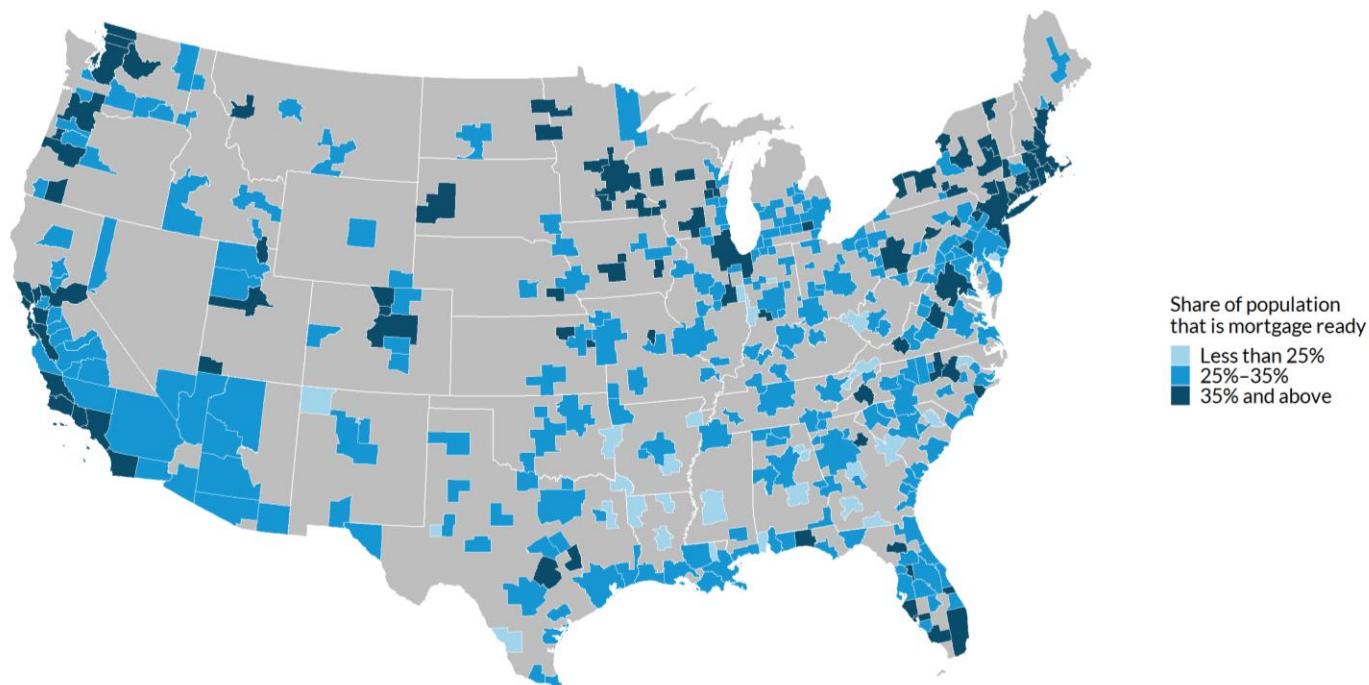 Share of population
that is mortgage ready
Less than 25%
25%–35%
35% and above